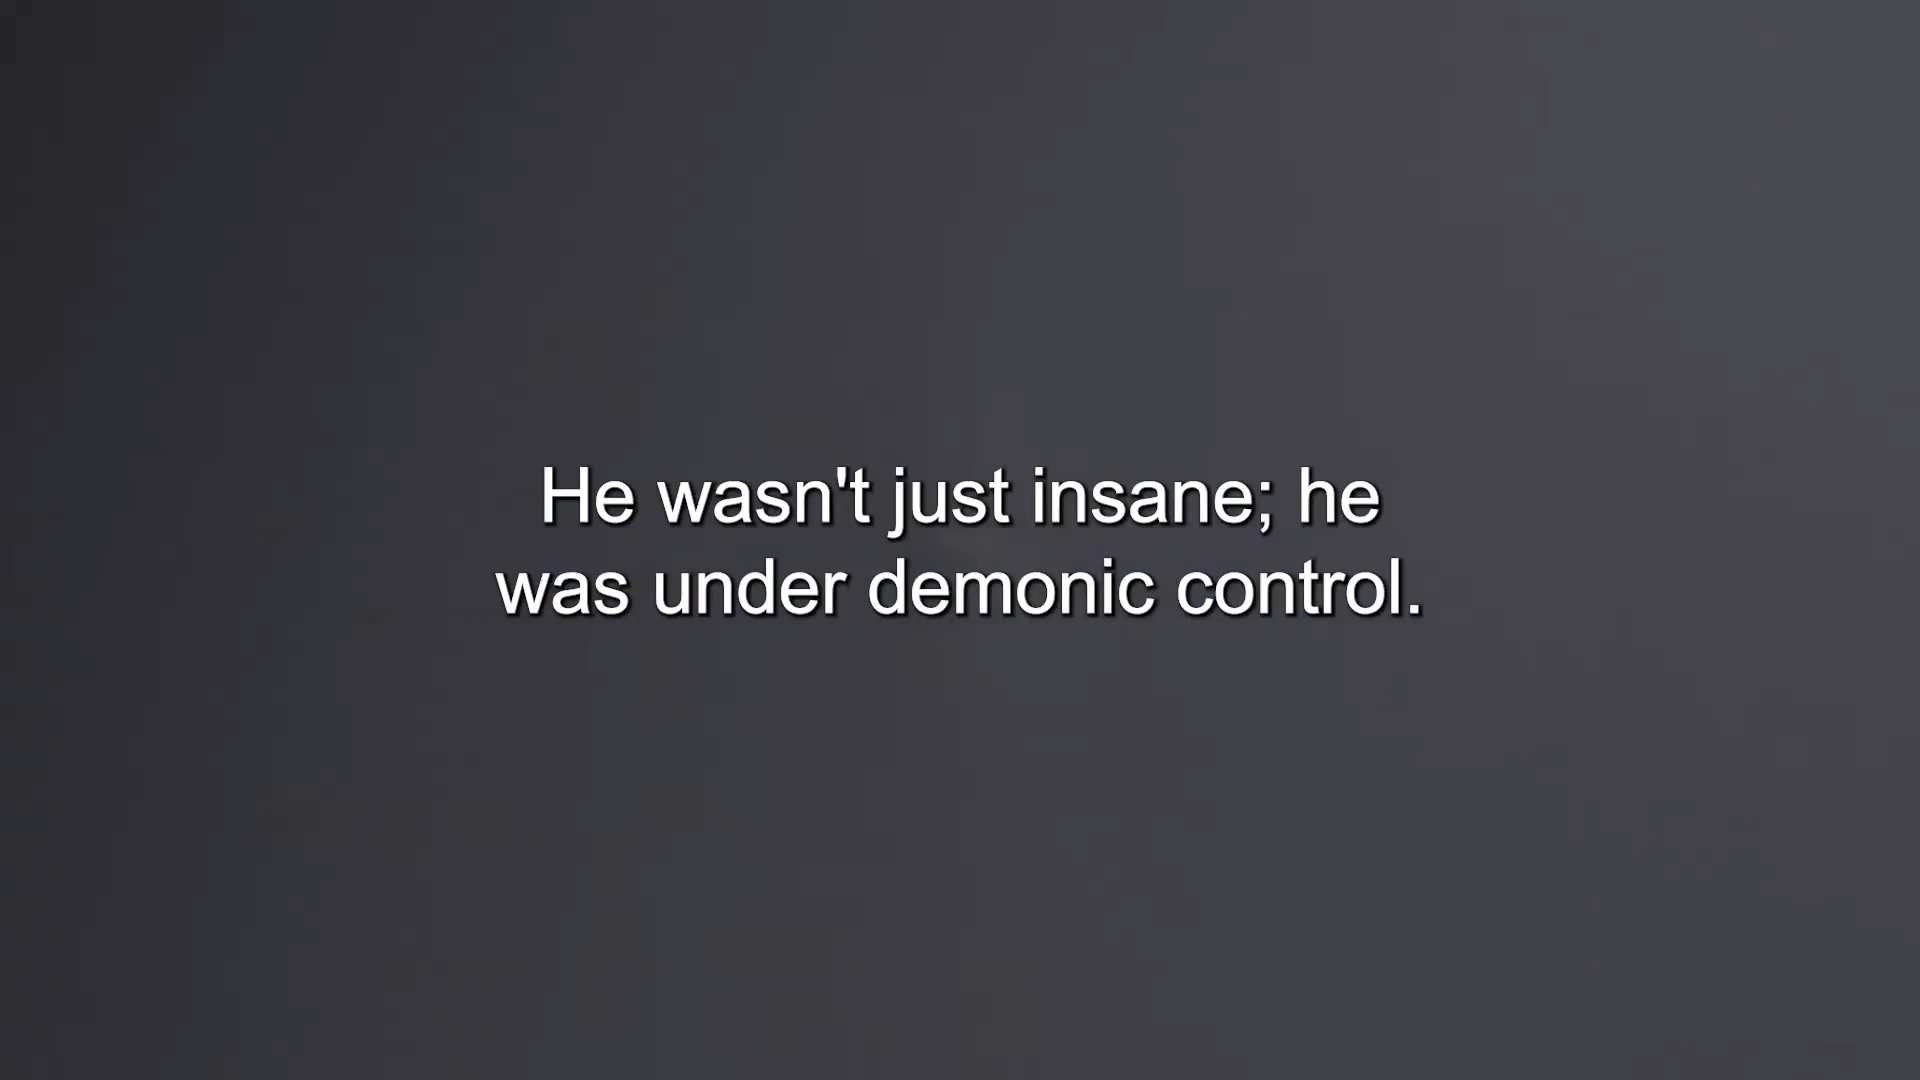 He wasn't just insane; he
was under demonic control.